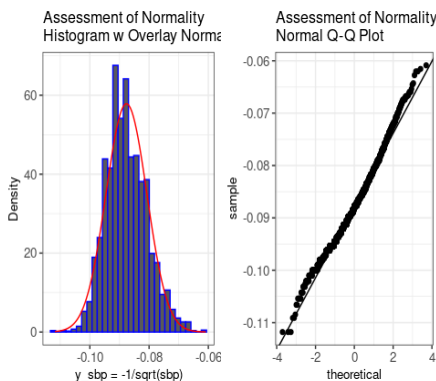 Assessment of Normality
Histogram w Overlay Norma
Density
60
40
20
0
-0.10
-0.08
-0.06
y_sbp = -1/sqrt(sbp)
Assessment of Normality
Normal Q-Q Plot
sample
-0.06
-0.07
-0.08
-0.09
-0.10
-0.11
-4
-2
0
2
4
theoretical